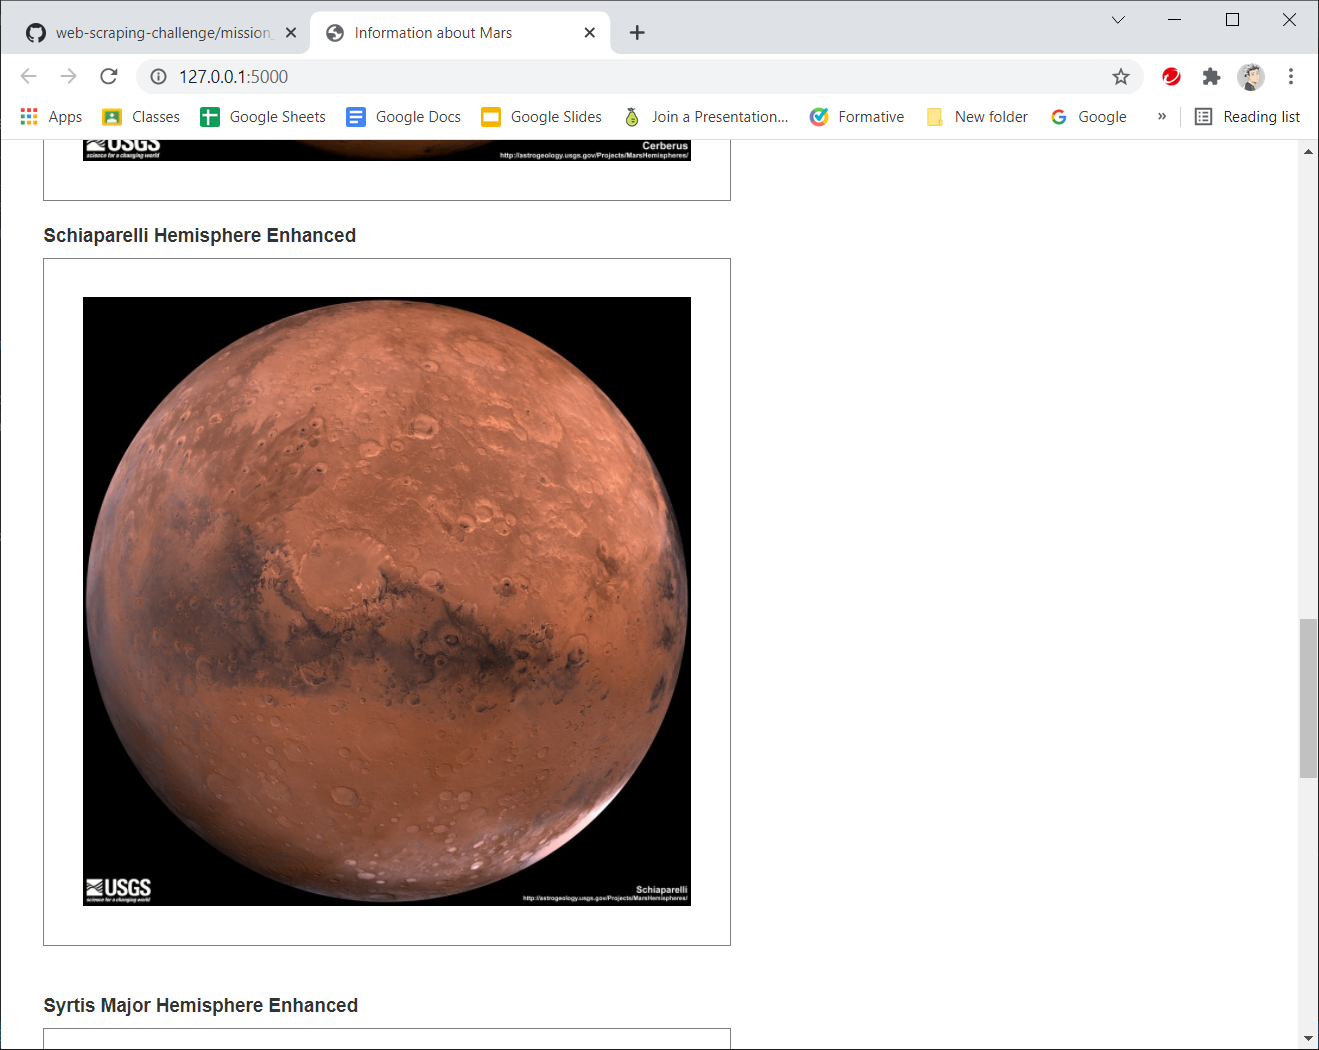 web-scraping-challenge/mission_
Information about Mars
127.0.0.1:5000
Apps
Classes
Google Sheets
Google Docs
Google Slides
Join a Presentation...
Formative
New folder
Google
»
Reading list
USGS
science for a changing world
Cerberus
http://astrogeology.usgs.gov/Projects/MarsHemispheres/
Schiaparelli Hemisphere Enhanced
USGS
science for a changing world
Schiaparelli
http://astrogeology.usgs.gov/Projects/MarsHemispheres/
Syrtis Major Hemisphere Enhanced